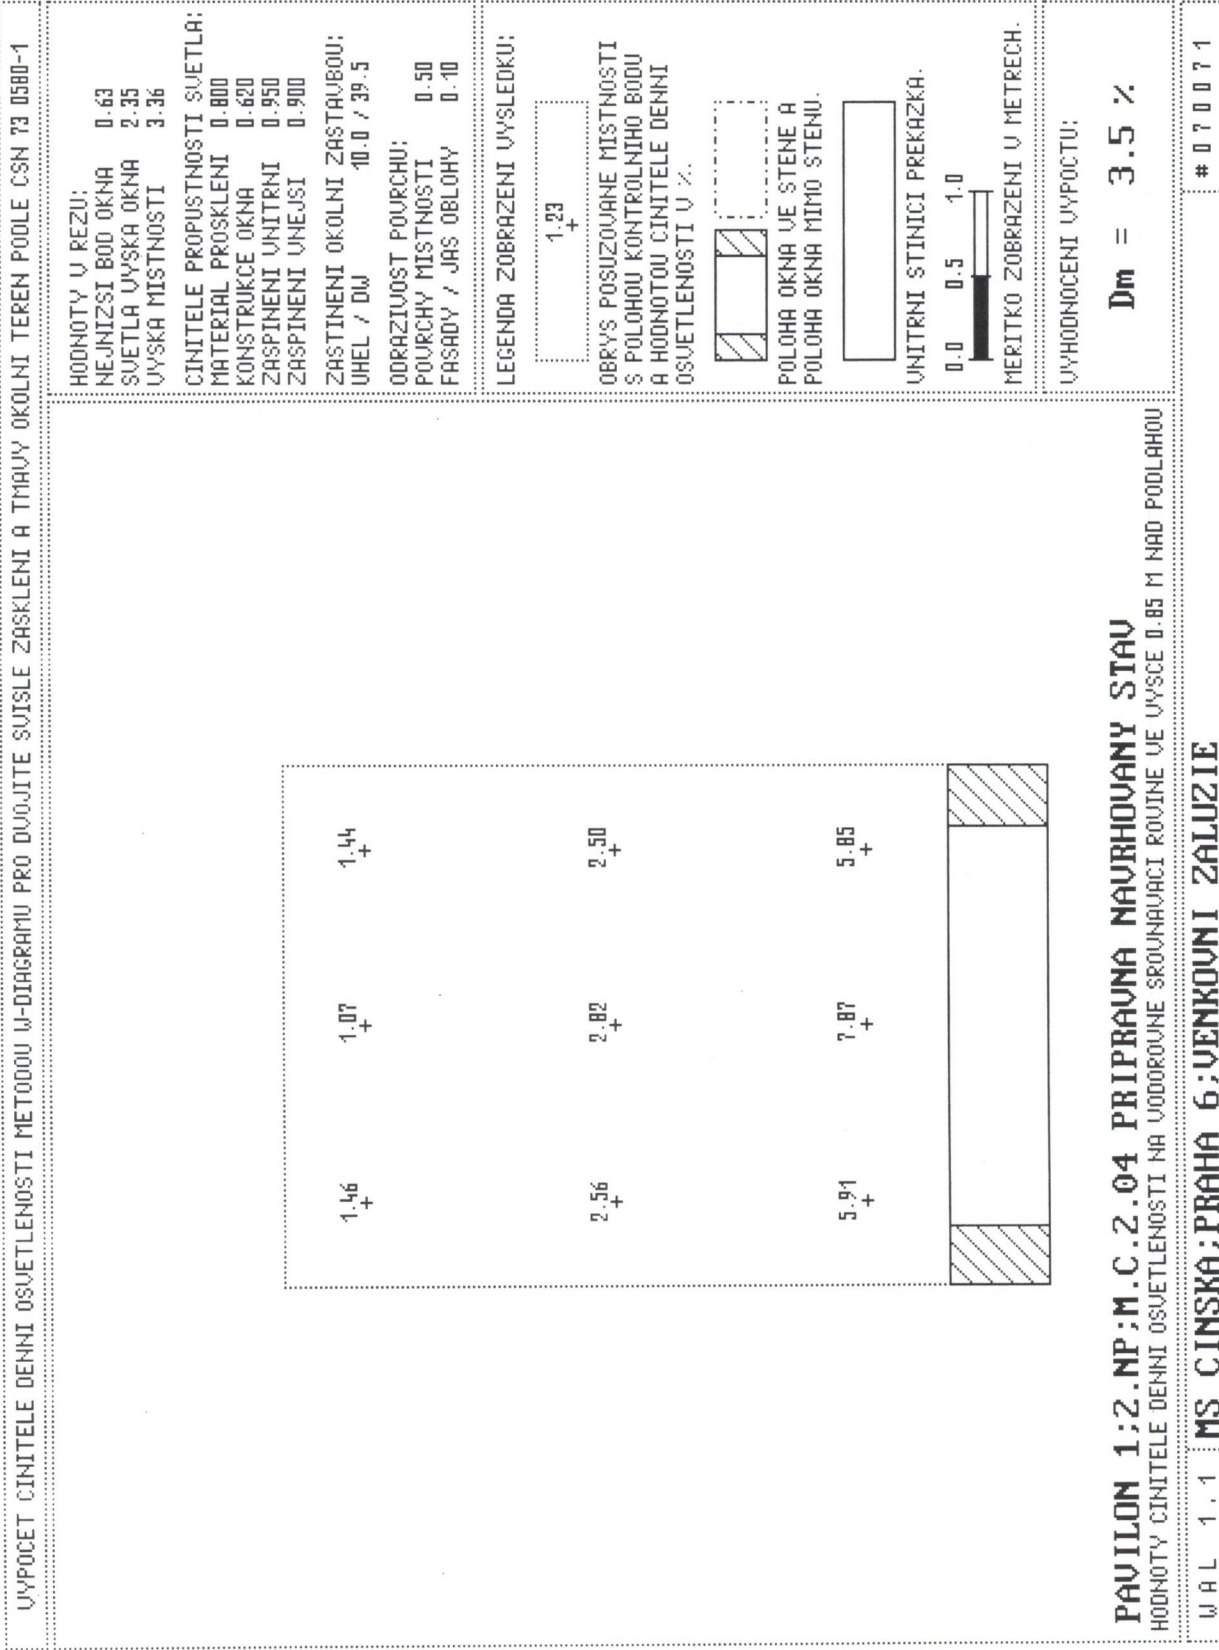 VYPOCET CINITELE DENNI OSVETLENOSTI METODOU W-DIAGRAMU PRO DVOJITE SVISLE ZASKLENI A TMAVY OKOLNI TEREN PODLE CSN 73 0580-1
1.46
1.07
1.44
2.56
2.82
2.50
5.91
7.87
5.85
PAVILON 1;2.NP;M.C.2.04 PRIPRAVNA NAVRHOVANY STAV
HODNOTY CINITELE DENNI OSVETLENOSTI NA VODOROVNE SROVNAVACI ROVINE VE VYSCE 0.85 M NAD PODLAHOU
HODNOTY V REZU:
NEJNIZSI BOD OKNA 0.63
SVETLA VYSKA OKNA 2.35
VYSKA MISTNOSTI 3.36
CINITELE PROPUSTNOSTI SVETLA:
MATERIAL PROSKLENI 0.800
KONSTRUKCE OKNA 0.620
ZASPINENI VNITRNI 0.950
ZASPINENI VNEJSI 0.900
ZASTINENI OKOLNI ZASTAVBOU:
UHEL / DW 10.0 / 39.5
ODRAZIVOST POVRCHU:
POVRCHY MISTNOSTI 0.50
FASADY / JAS OBLOHY 0.10
LEGENDA ZOBRAZENI VYSLEDKU:
1.23
OBRYS POSUZOVANE MISTNOSTI
S POLOHOU KONTROLNIHO BODU
A HODNOTOU CINITELE DENNI
OSVETLENOSTI V %.
POLOHA OKNA VE STENE A
POLOHA OKNA MIMO STENU.
VNITRNI STINICI PREKAZKA.
0.0 0.5 1.0
MERITKO ZOBRAZENI V METRECH.
VYHODNOCENI VYPOCTU:
Dm = 3.5 %
WAL 1.1
MS CINSKA;PRAHA 6;VENKOVNI ZALUZIE
#070071